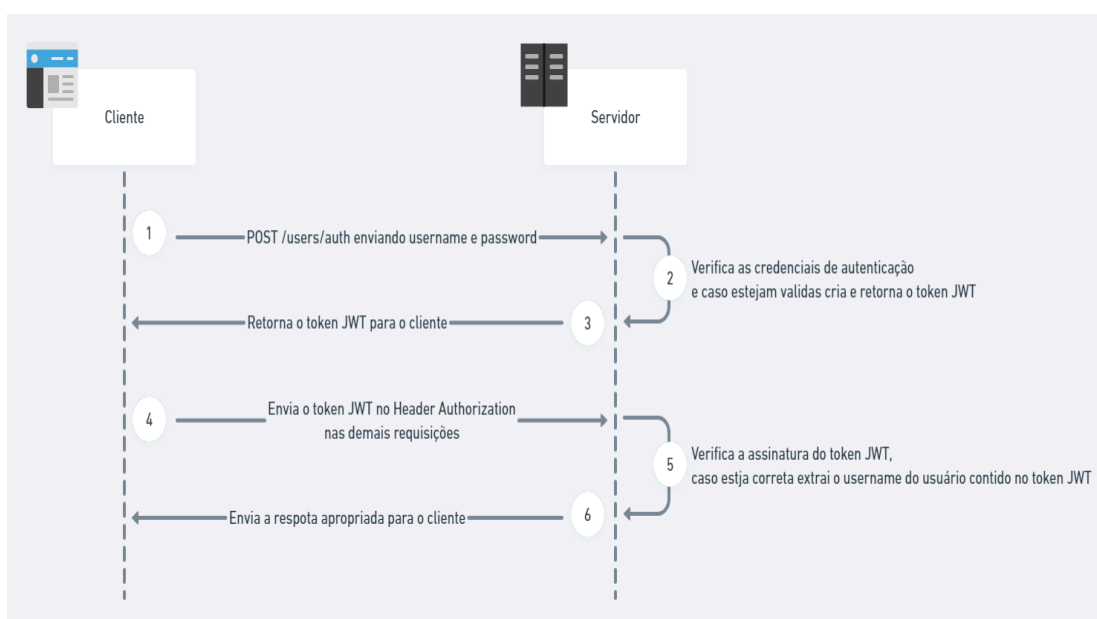 Cliente
Servidor
1
POST /users/auth enviando username e password
2
Verifica as credenciais de autenticação
e caso estejam validas cria e retorna o token JWT
Retorna o token JWT para o cliente
3
4
Envia o token JWT no Header Authorization
nas demais requisições
5
Verifica a assinatura do token JWT,
caso estja correta extrai o username do usuário contido no token JWT
Envia a respota apropriada para o cliente
6